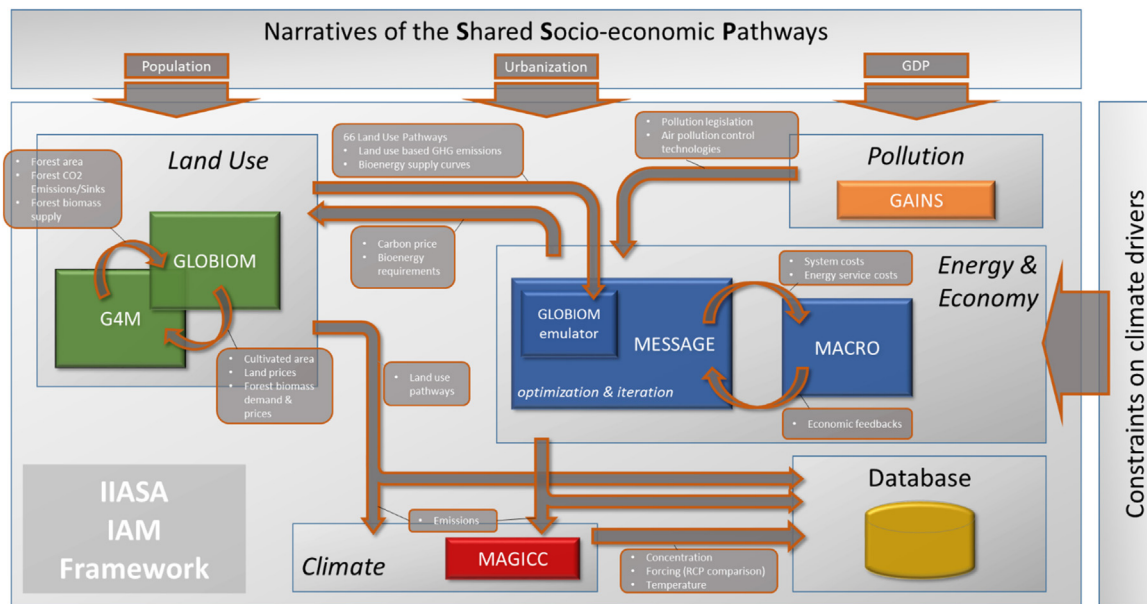 Narratives of the Shared Socio-economic Pathways
Population
Urbanization
GDP
Constraints on climate drivers
Land Use
• Forest area
• Forest CO2
Emissions/Sinks
• Forest biomass
supply
GLOBIOM
G4M
• Cultivated area
• Land prices
• Forest biomass
demand &
prices
66 Land Use Pathways
• Land use based GHG emissions
• Bioenergy supply curves
• Carbon price
• Bioenergy
requirements
• Pollution legislation
• Air pollution control
technologies
Pollution
GAINS
Energy &
Economy
• System costs
• Energy service costs
GLOBIOM
emulator
MESSAGE
optimization & iteration
MACRO
• Economic feedbacks
• Land use
pathways
IIASA
IAM
Framework
• Emissions
Climate
MAGICC
• Concentration
• Forcing (RCP comparison)
• Temperature
Database